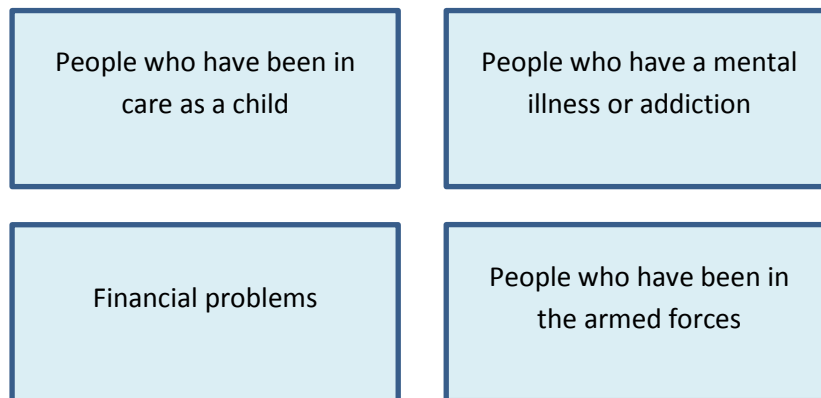 People who have been in
care as a child
People who have a mental
illness or addiction
Financial problems
People who have been in
the armed forces